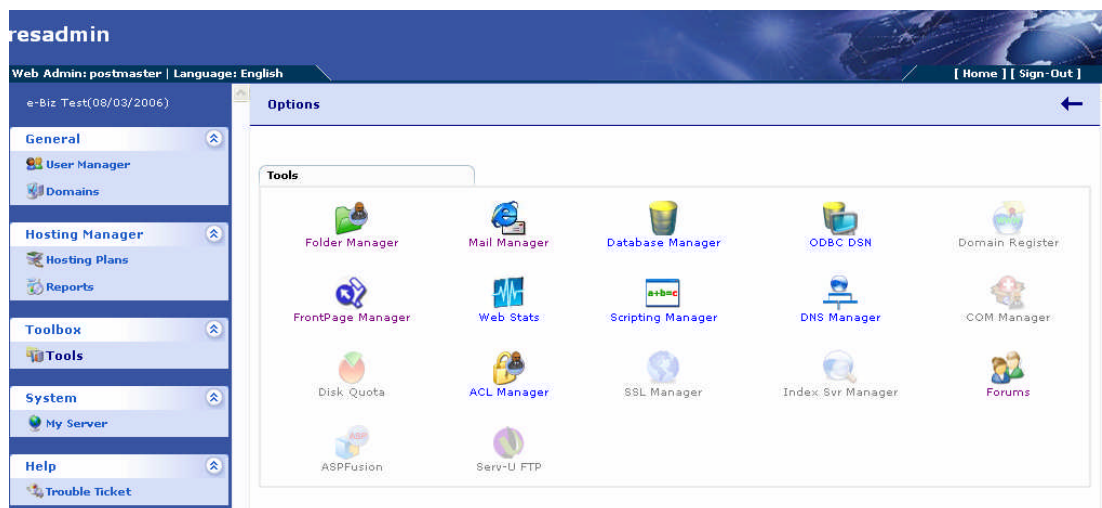 resadmin
Web Admin: postmaster | Language: English
[ Home ] [ Sign-Out ]
e-Biz Test(08/03/2006)
General
User Manager
Domains
Hosting Manager
Hosting Plans
Reports
Toolbox
Tools
System
My Server
Help
Trouble Ticket
Options
Tools
Folder Manager
Mail Manager
Database Manager
ODBC DSN
Domain Register
FrontPage Manager
Web Stats
a+b=c
Scripting Manager
DNS Manager
COM Manager
Disk Quota
ACL Manager
SSL Manager
Index Svr Manager
Forums
ASP
ASPFusion
Serv-U FTP